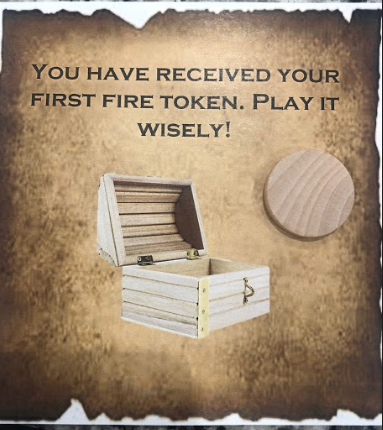 You have received your
first fire token. Play it
wisely!